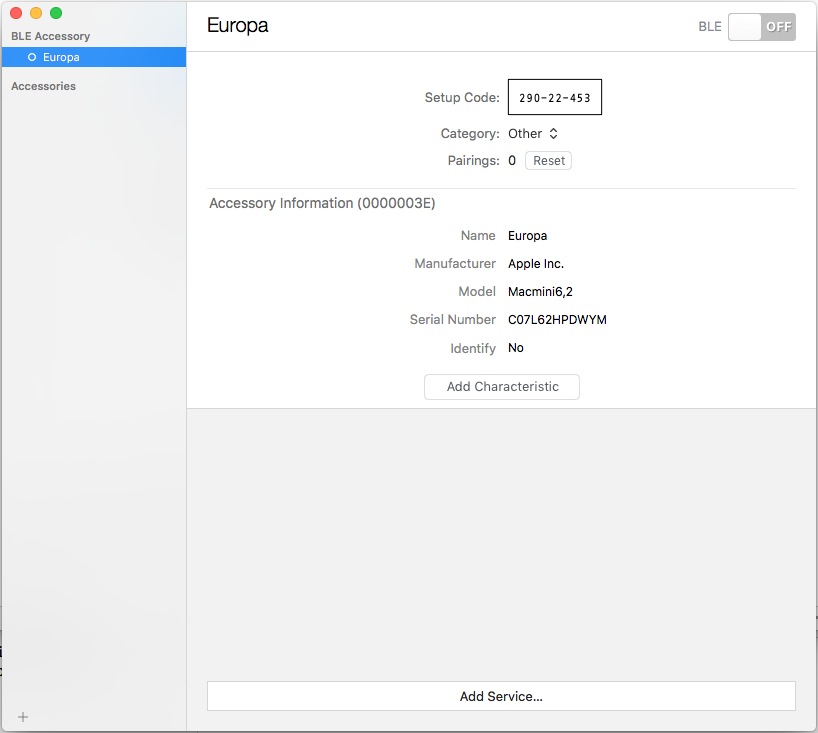 BLE Accessory
Europa
Accessories
Europa
BLE OFF
Setup Code: 290-22-453
Category: Other
Pairings: 0 Reset
Accessory Information (0000003E)
Name Europa
Manufacturer Apple Inc.
Model Macmini6,2
Serial Number C07L62HPDWYM
Identify No
Add Characteristic
Add Service...